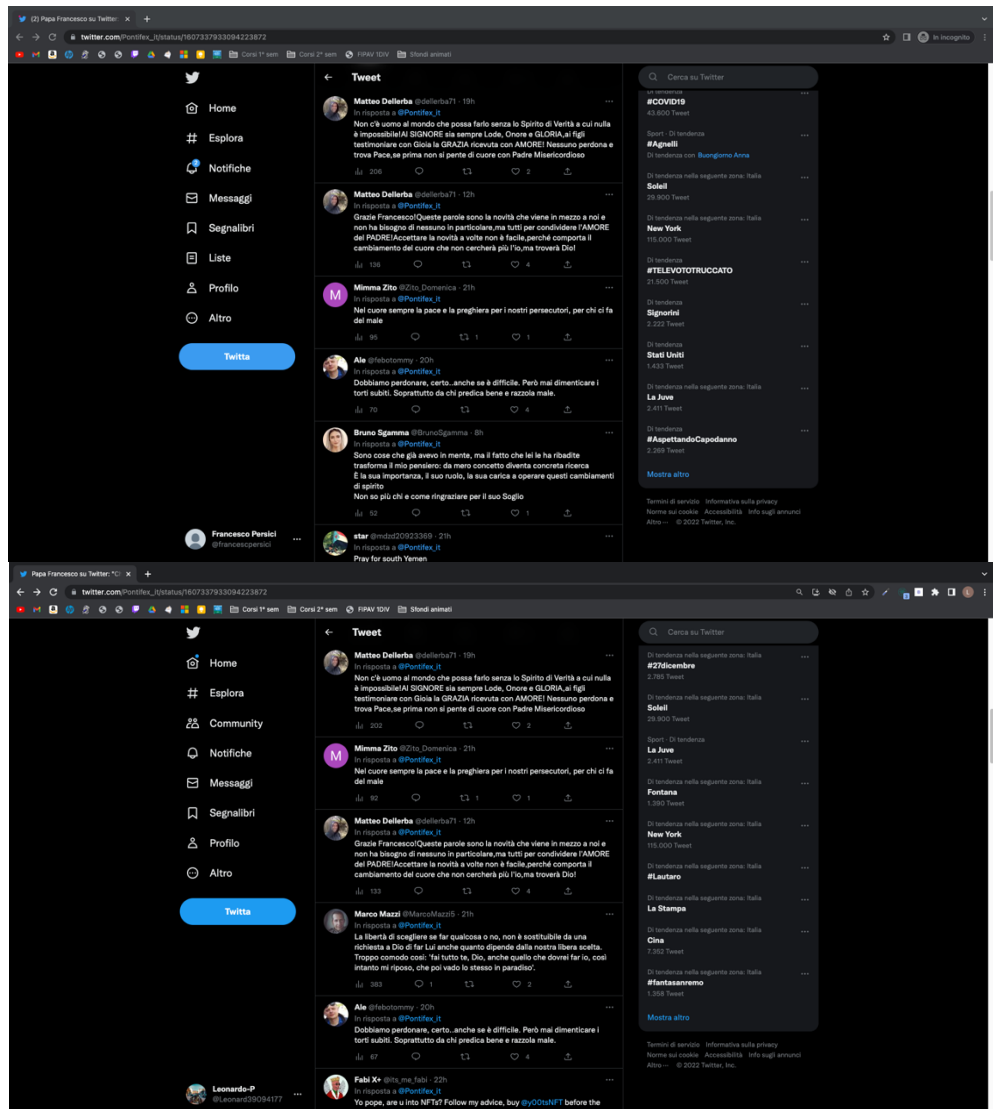 (2) Papa Francesco su Twitter:
twitter.com/Pontifex_it/status/1607337933094223872
In incognito
Corsi 1° sem
Corsi 2° sem
FIPAV 1DIV
Sfondi animati
Home
Esplora
2
Notifiche
Messaggi
Segnalibri
Liste
Profilo
Altro
Twitta
Francesco Persici
@francescpersici
Tweet
Matteo Dellerba @dellerba71 · 19h
In risposta a @Pontifex_it
Non c'è uomo al mondo che possa farlo senza lo Spirito di Verità a cui nulla
è impossibile!Al SIGNORE sia sempre Lode, Onore e GLORIA,ai figli
testimoniare con Gioia la GRAZIA ricevuta con AMORE! Nessuno perdona e
trova Pace,se prima non si pente di cuore con Padre Misericordioso
206 2
Matteo Dellerba @dellerba71 · 12h
In risposta a @Pontifex_it
Grazie Francesco!Queste parole sono la novità che viene in mezzo a noi e
non ha bisogno di nessuno in particolare,ma tutti per condividere l'AMORE
del PADRE!Accettare la novità a volte non è facile,perché comporta il
cambiamento del cuore che non cercherà più l'io,ma troverà Dio!
136 4
M
Mimma Zito @Zito_Domenica · 21h
In risposta a @Pontifex_it
Nel cuore sempre la pace e la preghiera per i nostri persecutori, per chi ci fa
del male
95 1 1
Ale @febotommy · 20h
In risposta a @Pontifex_it
Dobbiamo perdonare, certo..anche se è difficile. Però mai dimenticare i
torti subiti. Soprattutto da chi predica bene e razzola male.
70 4
Bruno Sgamma @BrunoSgamma · 8h
In risposta a @Pontifex_it
Sono cose che già avevo in mente, ma il fatto che lei le ha ribadite
trasforma il mio pensiero: da mero concetto diventa concreta ricerca
È la sua importanza, il suo ruolo, la sua carica a operare questi cambiamenti
di spirito
Non so più chi e come ringraziare per il suo Soglio
52 1
star @mdzd20923369 · 21h
In risposta a @Pontifex_it
Pray for south Yemen
Cerca su Twitter
Di tendenza
#COVID19
43.600 Tweet
Sport · Di tendenza
#Agnelli
Di tendenza con Buongiorno Anna
Di tendenza nella seguente zona: Italia
Soleil
29.900 Tweet
Di tendenza nella seguente zona: Italia
New York
115.000 Tweet
Di tendenza
#TELEVOTOTRUCCATO
21.500 Tweet
Di tendenza
Signorini
2.222 Tweet
Di tendenza
Stati Uniti
1.433 Tweet
Di tendenza nella seguente zona: Italia
La Juve
2.411 Tweet
Di tendenza
#AspettandoCapodanno
2.269 Tweet
Mostra altro
Termini di servizio Informativa sulla privacy
Norme sui cookie Accessibilità Info sugli annunci
Altro ··· © 2022 Twitter, Inc.
Papa Francesco su Twitter: "C
twitter.com/Pontifex_it/status/1607337933094223872
L
Corsi 1° sem
Corsi 2° sem
FIPAV 1DIV
Sfondi animati
Home
Esplora
Community
Notifiche
Messaggi
Segnalibri
Profilo
Altro
Twitta
Leonardo-P
@Leonard39094177
Tweet
Matteo Dellerba @dellerba71 · 19h
In risposta a @Pontifex_it
Non c'è uomo al mondo che possa farlo senza lo Spirito di Verità a cui nulla
è impossibile!Al SIGNORE sia sempre Lode, Onore e GLORIA,ai figli
testimoniare con Gioia la GRAZIA ricevuta con AMORE! Nessuno perdona e
trova Pace,se prima non si pente di cuore con Padre Misericordioso
202 2
M
Mimma Zito @Zito_Domenica · 21h
In risposta a @Pontifex_it
Nel cuore sempre la pace e la preghiera per i nostri persecutori, per chi ci fa
del male
92 1 1
Matteo Dellerba @dellerba71 · 12h
In risposta a @Pontifex_it
Grazie Francesco!Queste parole sono la novità che viene in mezzo a noi e
non ha bisogno di nessuno in particolare,ma tutti per condividere l'AMORE
del PADRE!Accettare la novità a volte non è facile,perché comporta il
cambiamento del cuore che non cercherà più l'io,ma troverà Dio!
133 4
Marco Mazzi @MarcoMazzi5 · 21h
In risposta a @Pontifex_it
La libertà di scegliere se far qualcosa o no, non è sostituibile da una
richiesta a Dio di far Lui anche quanto dipende dalla nostra libera scelta.
Troppo comodo così: 'fai tutto te, Dio, anche quello che dovrei far io, così
intanto mi riposo, che poi vado lo stesso in paradiso'.
383 1 2
Ale @febotommy · 20h
In risposta a @Pontifex_it
Dobbiamo perdonare, certo..anche se è difficile. Però mai dimenticare i
torti subiti. Soprattutto da chi predica bene e razzola male.
67 4
Fabi X+ @its_me_fabi · 22h
In risposta a @Pontifex_it
Yo pope, are u into NFTs? Follow my advice, buy @y00tsNFT before the
Cerca su Twitter
Di tendenza nella seguente zona: Italia
#27dicembre
2.785 Tweet
Di tendenza nella seguente zona: Italia
Soleil
29.900 Tweet
Sport · Di tendenza
La Juve
2.411 Tweet
Di tendenza nella seguente zona: Italia
Fontana
1.390 Tweet
Di tendenza nella seguente zona: Italia
New York
115.000 Tweet
Di tendenza nella seguente zona: Italia
#Lautaro
Di tendenza nella seguente zona: Italia
La Stampa
Di tendenza nella seguente zona: Italia
Cina
7.352 Tweet
Di tendenza nella seguente zona: Italia
#fantasanremo
1.358 Tweet
Mostra altro
Termini di servizio Informativa sulla privacy
Norme sui cookie Accessibilità Info sugli annunci
Altro ··· © 2022 Twitter, Inc.